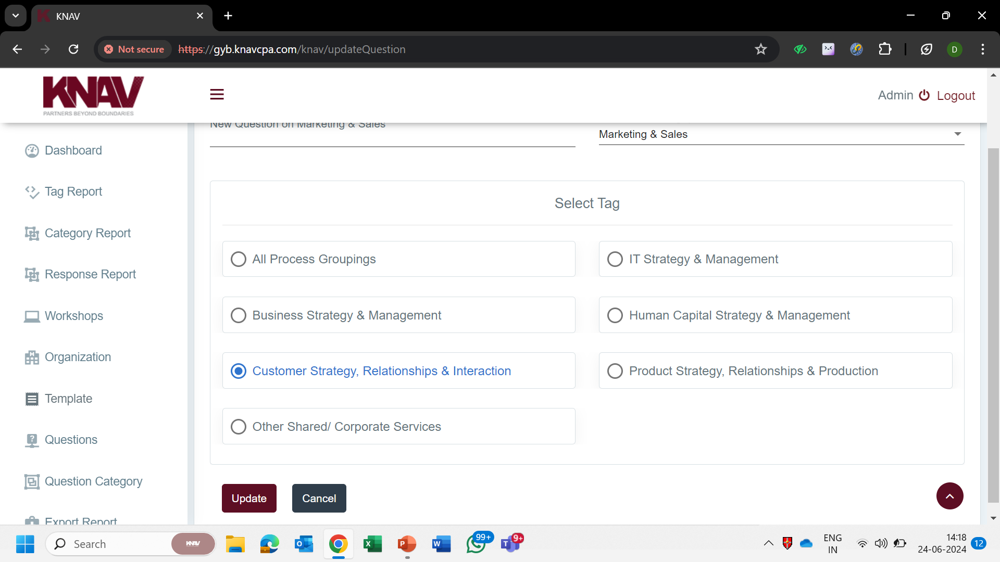 KNAV
Not secure https://gyb.knavcpa.com/knav/updateQuestion
D
KNAV
PARTNERS BEYOND BOUNDARIES
Admin Logout
New Question on Marketing & Sales
Marketing & Sales
Dashboard
Tag Report
Category Report
Response Report
Workshops
Organization
Template
Questions
Question Category
Export Report
Select Tag
All Process Groupings
IT Strategy & Management
Business Strategy & Management
Human Capital Strategy & Management
Customer Strategy, Relationships & Interaction
Product Strategy, Relationships & Production
Other Shared/ Corporate Services
Update
Cancel
Search
KNAV
99+
9+
ENG
IN
14:18
24-06-2024
12